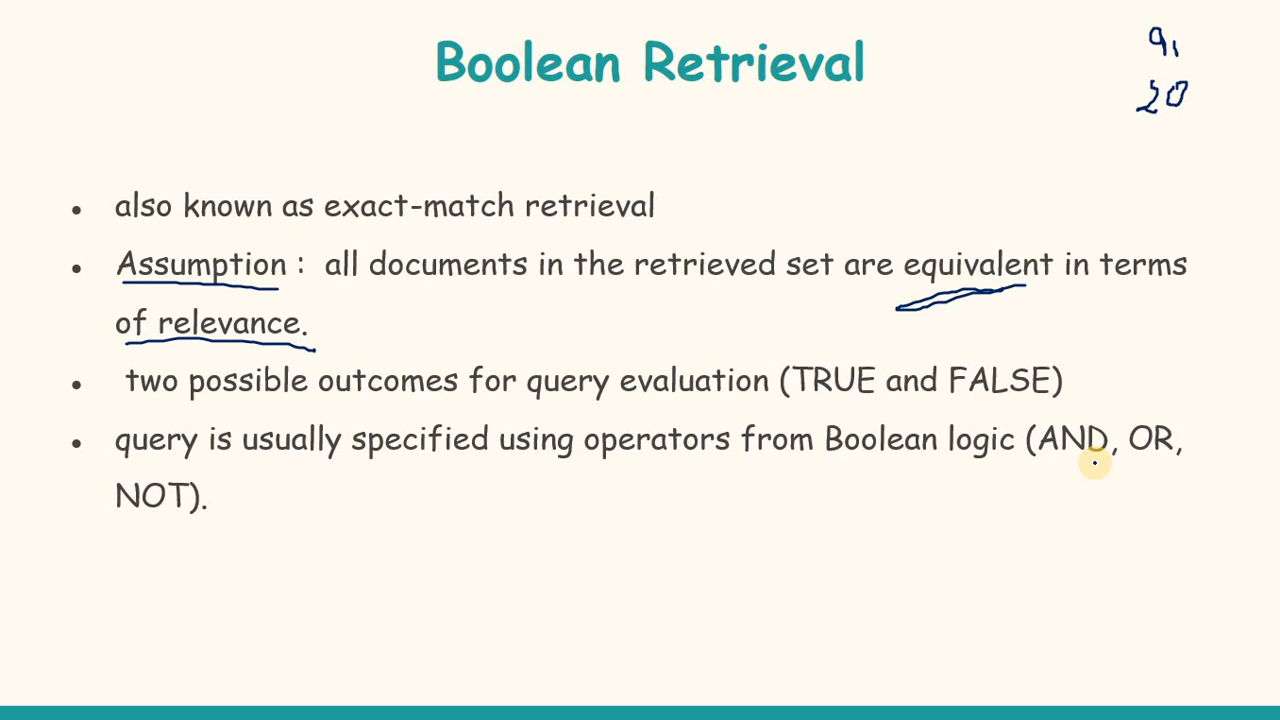 Boolean Retrieval
q1
20
• also known as exact-match retrieval
• Assumption : all documents in the retrieved set are equivalent in terms
of relevance.
• two possible outcomes for query evaluation (TRUE and FALSE)
• query is usually specified using operators from Boolean logic (AND, OR,
NOT).